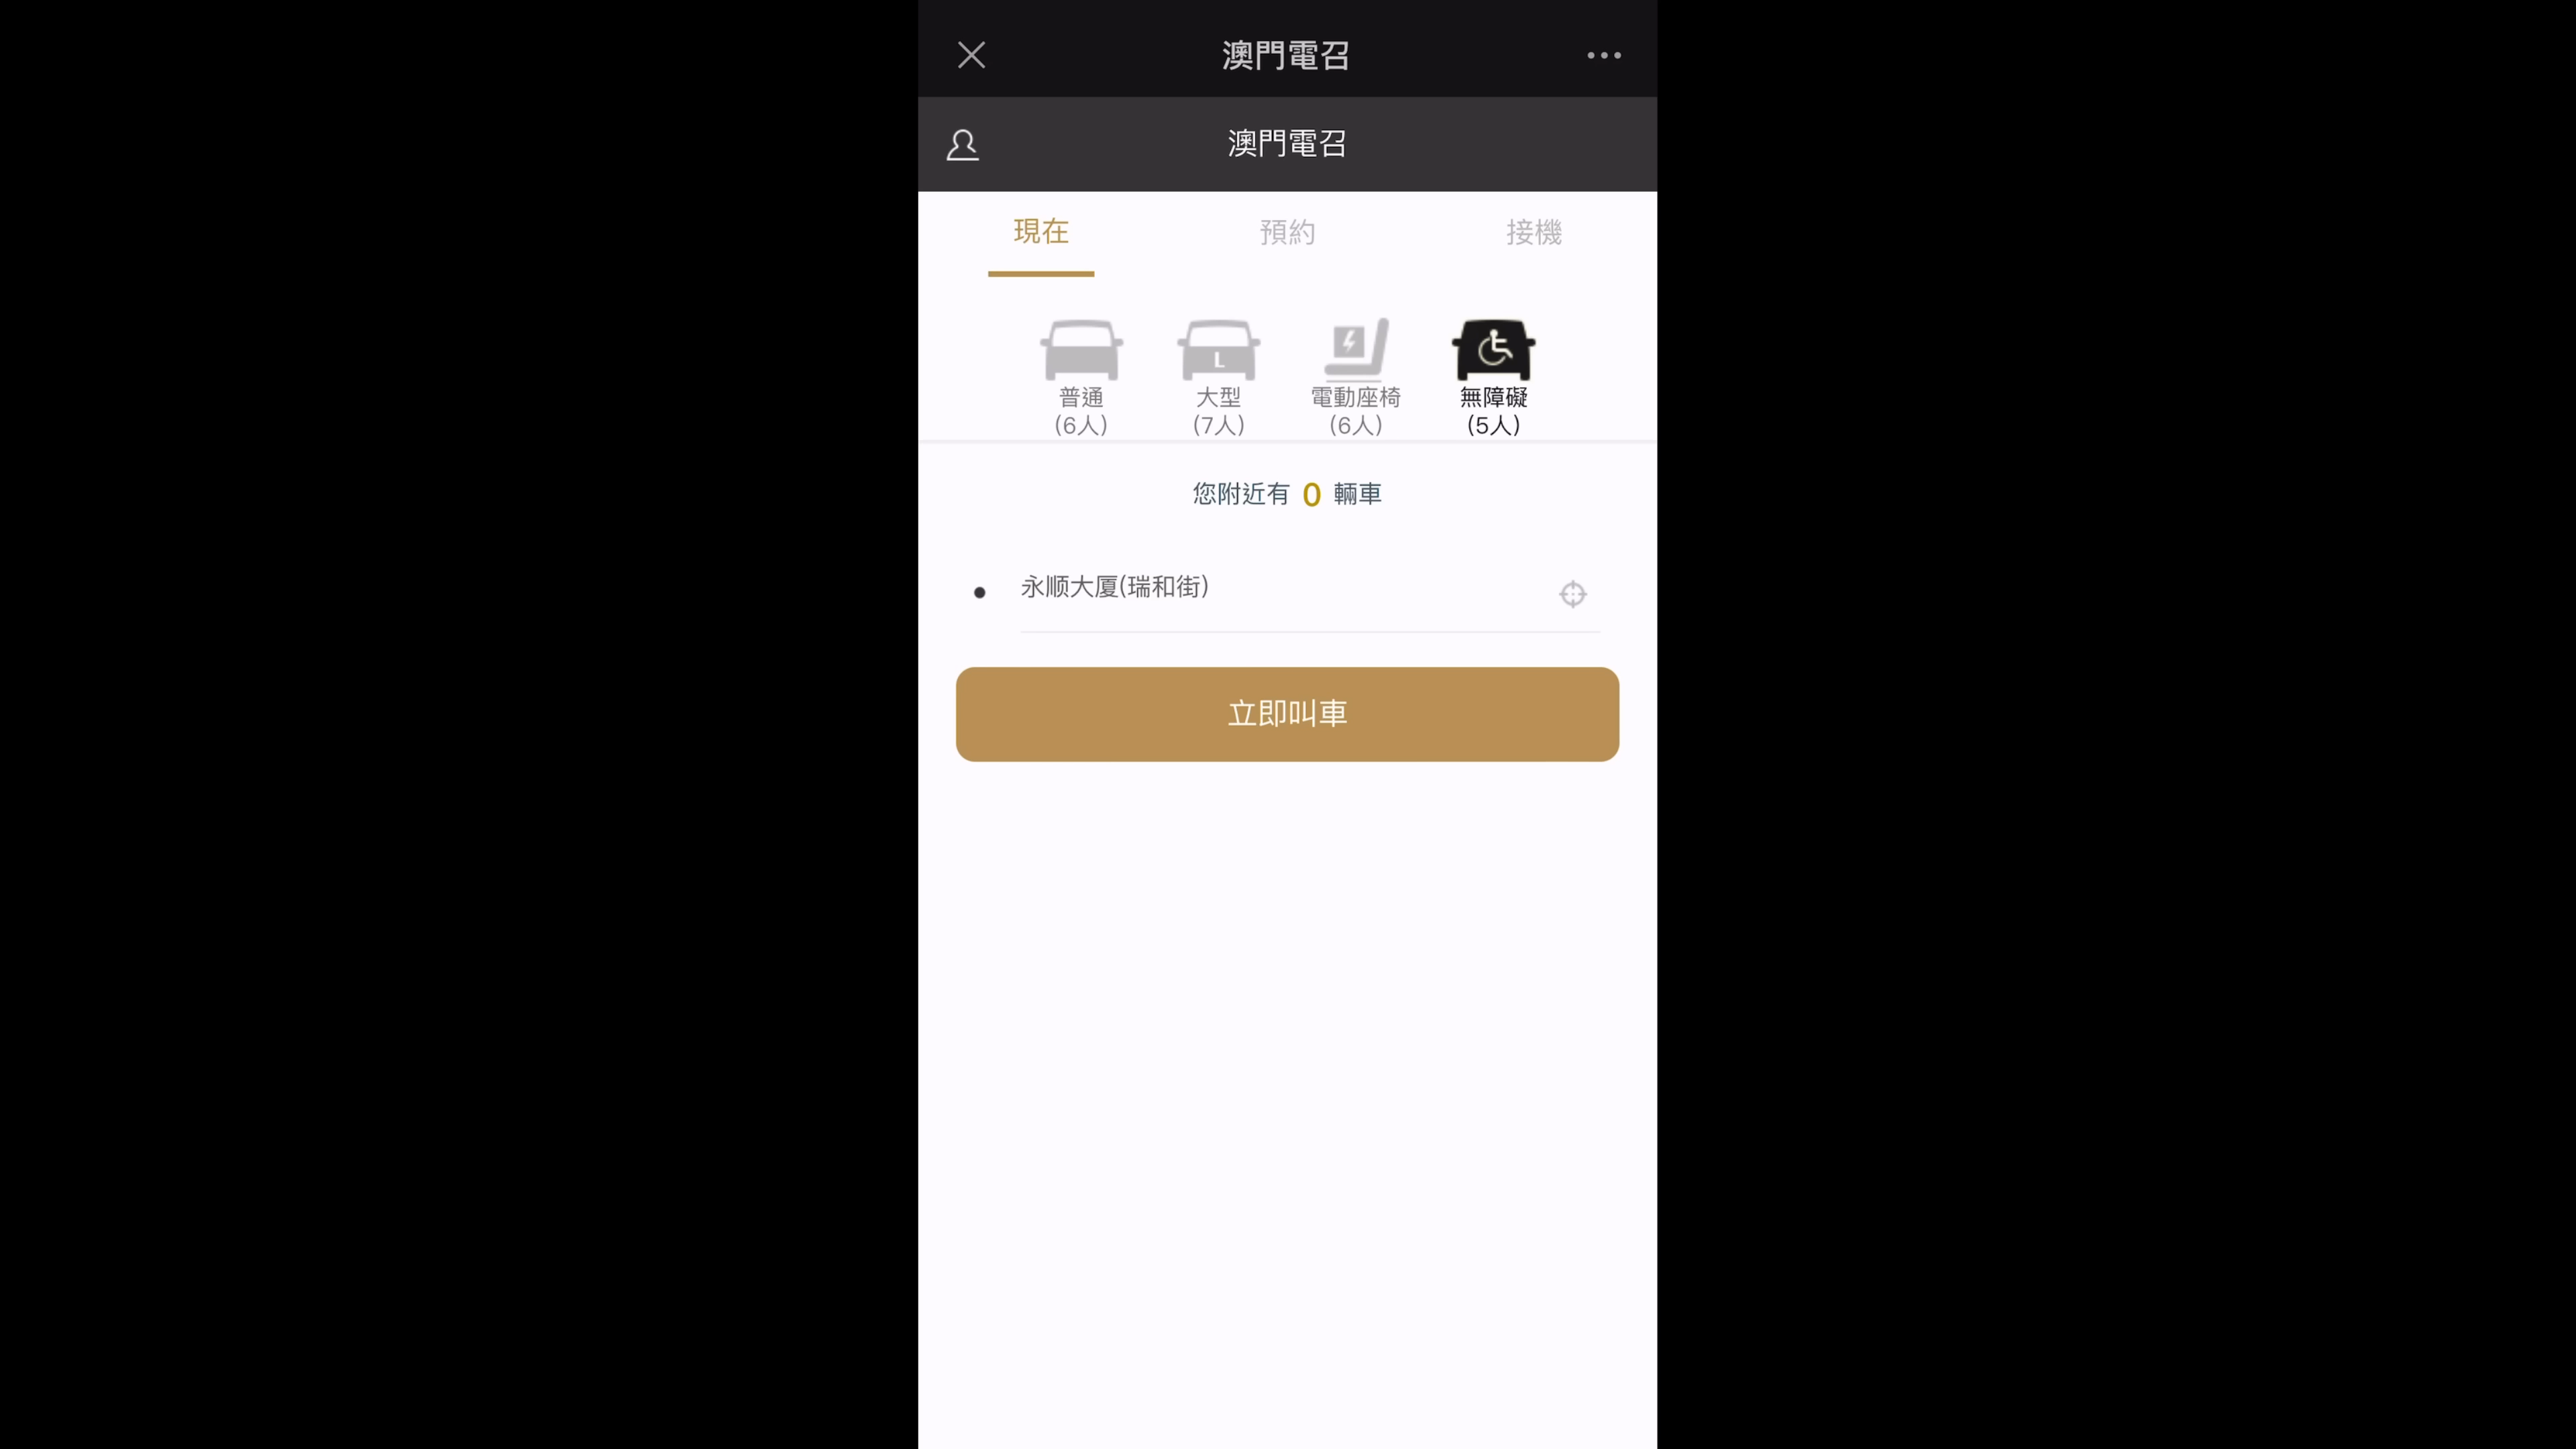 澳門電召
澳門電召
現在 預約 接機
L
普通 大型 電動座椅 無障礙
(6人) (7人) (6人) (5人)
您附近有 0 輛車
永顺大厦(瑞和街)
立即叫車